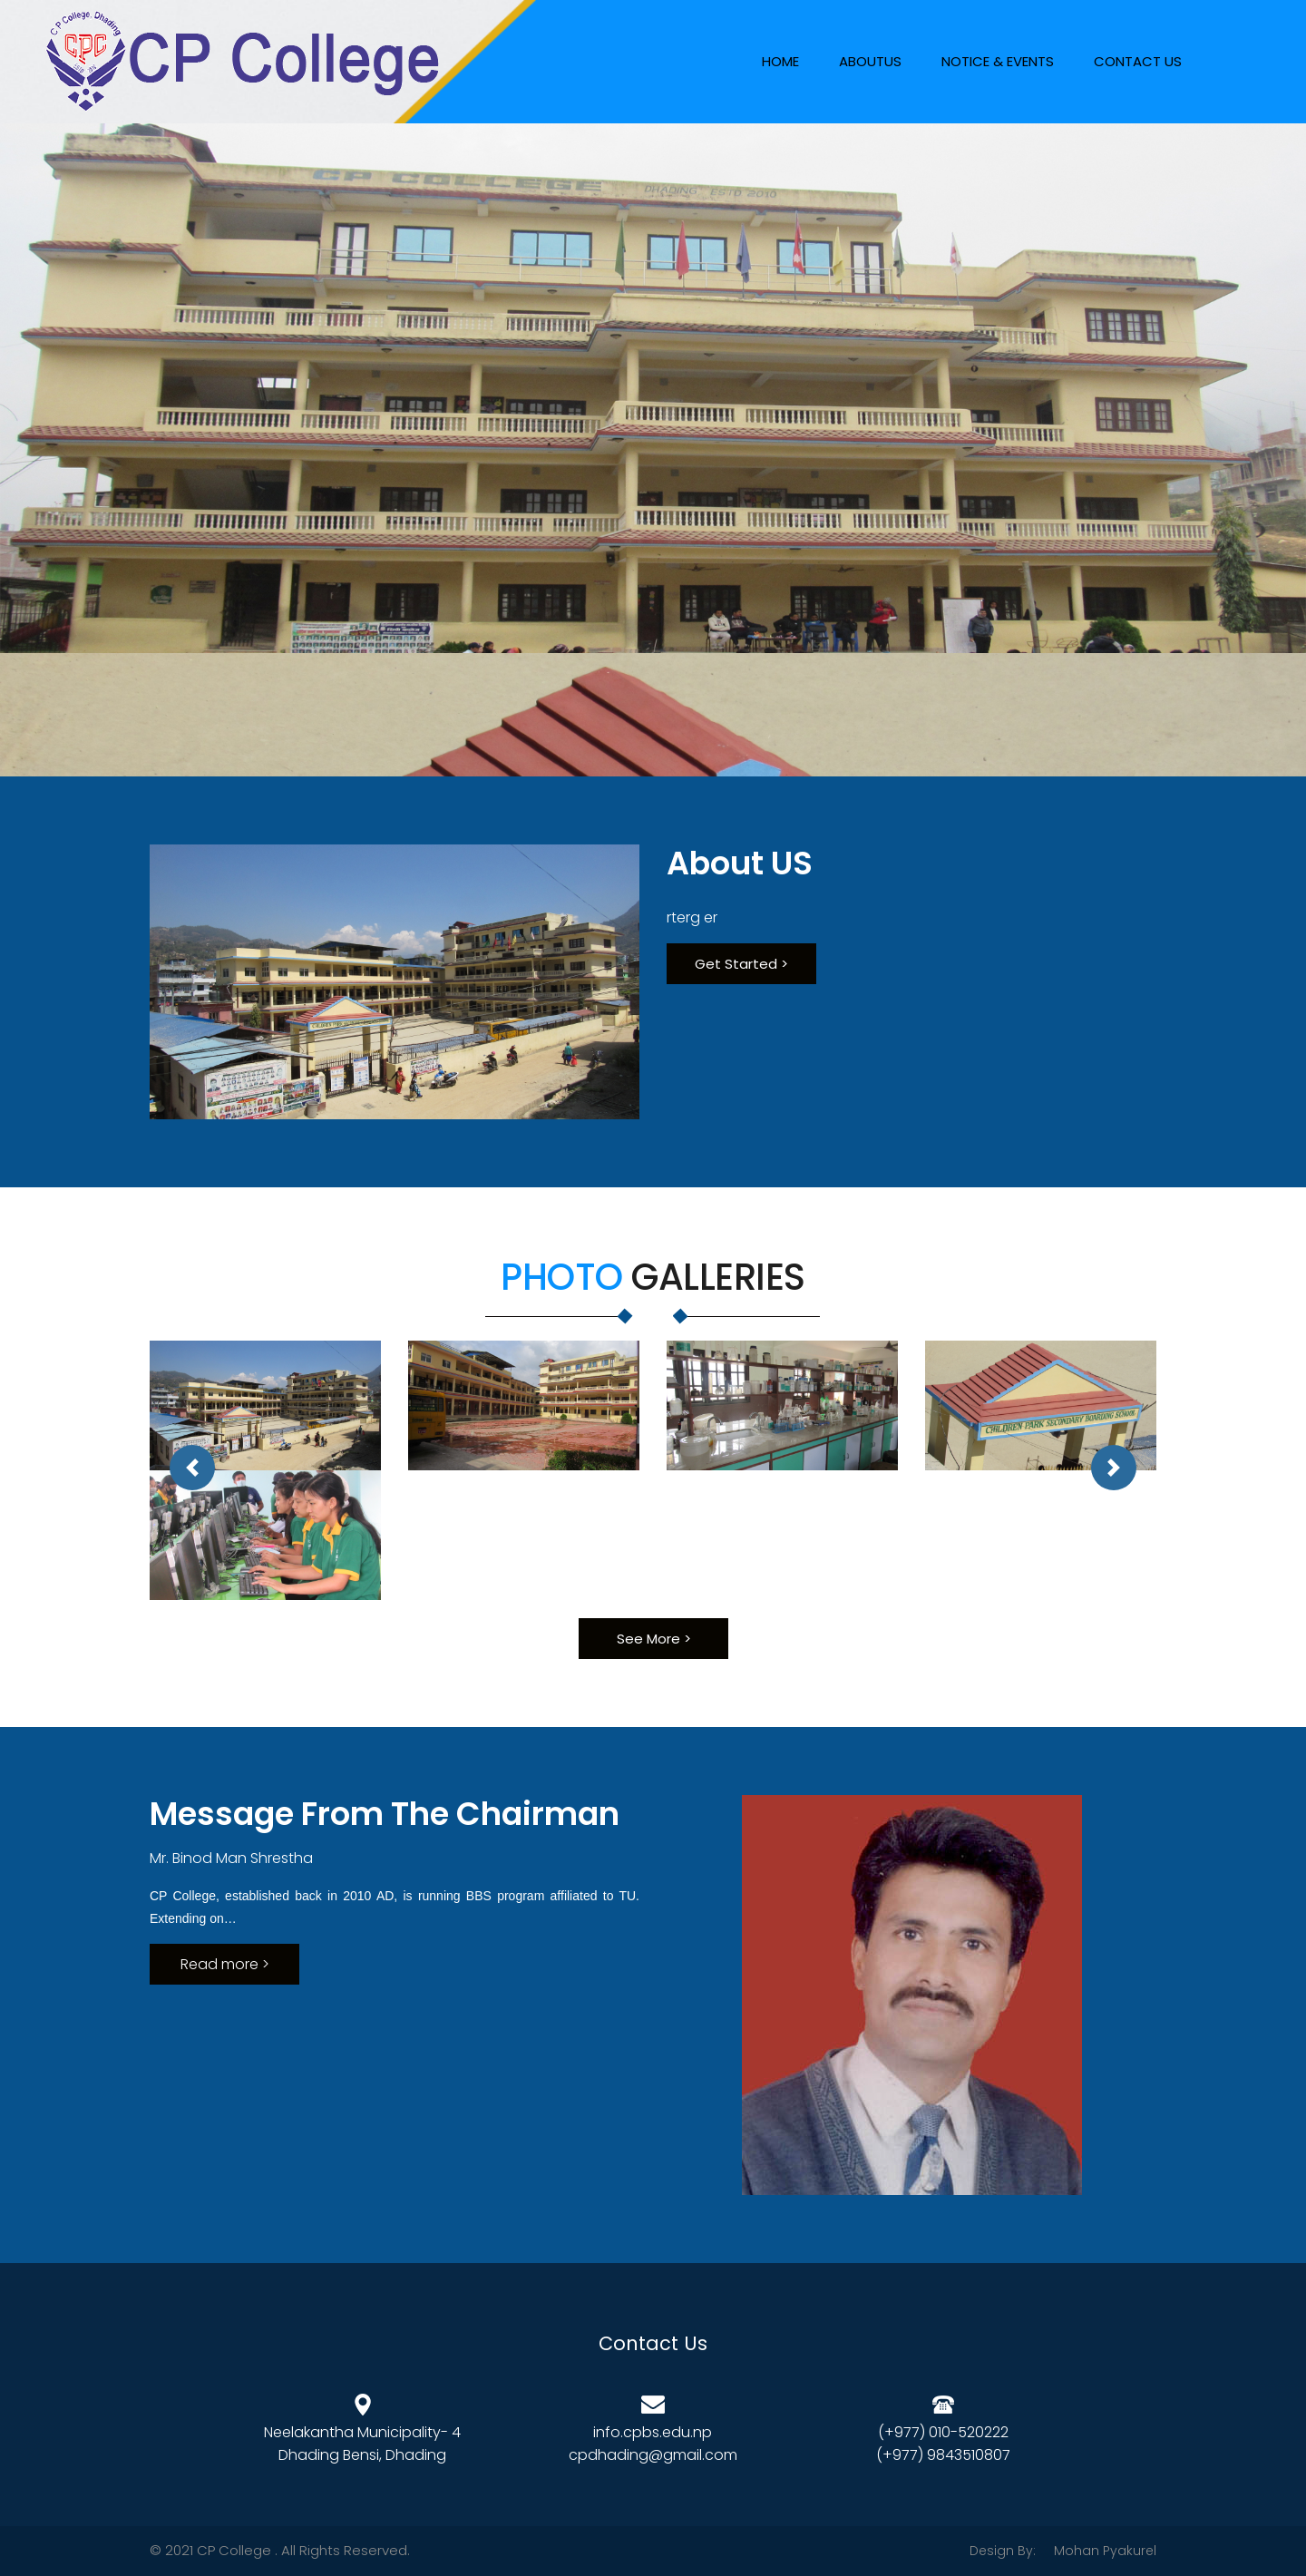 C P College, Dhading
CPC
CP College
HOME
ABOUTUS
NOTICE & EVENTS
CONTACT US
CP COLLEGE
DHADING ESTD 2010
About US
rterg er
Get Started >
PHOTO GALLERIES
CHILDREN PARK SECONDARY BOARDING SCHOOL
See More >
Message From The Chairman
Mr. Binod Man Shrestha
CP College, established back in 2010 AD, is running BBS program affiliated to TU.
Extending on…
Read more >
Contact Us
Neelakantha Municipality- 4
Dhading Bensi, Dhading
info.cpbs.edu.np
cpdhading@gmail.com
(+977) 010-520222
(+977) 9843510807
© 2021 CP College . All Rights Reserved.
Design By: Mohan Pyakurel